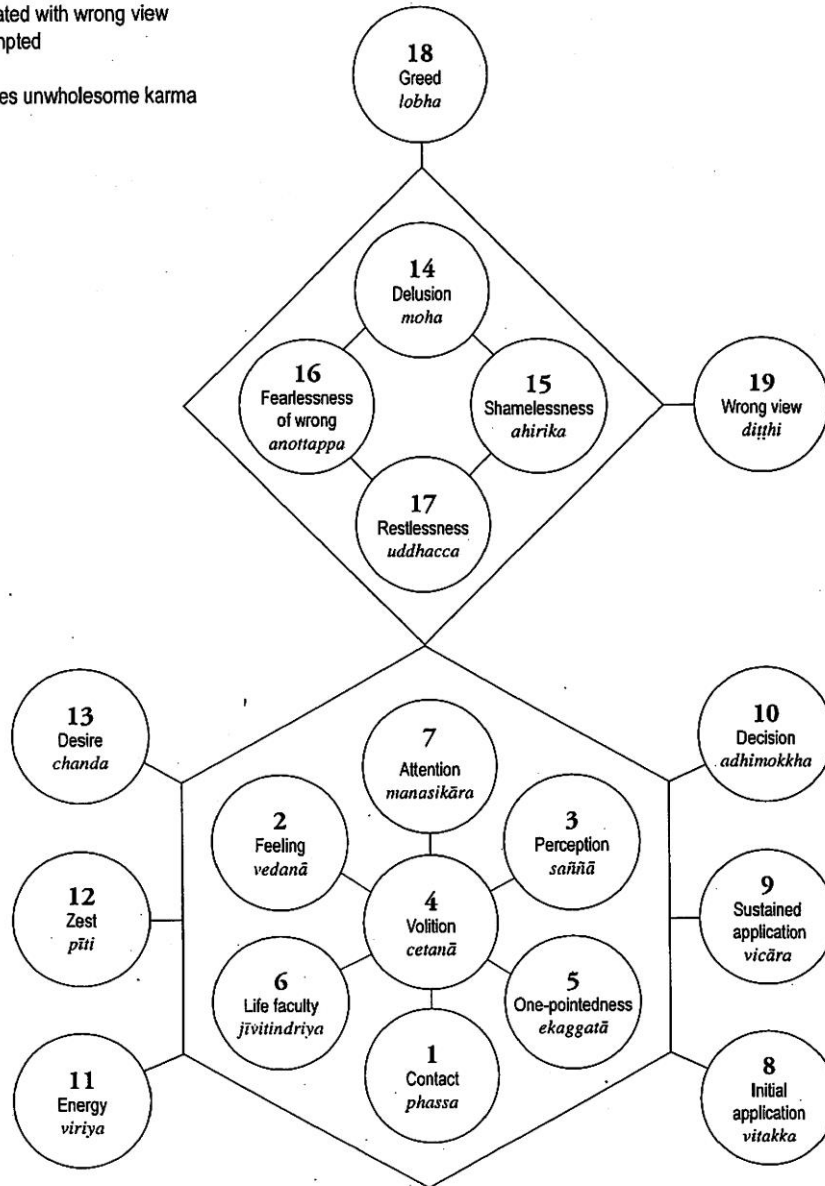 ated with wrong view
npted
es unwholesome karma
18
Greed
lobha
14
Delusion
moha
16
Fearlessness
of wrong
anottappa
15
Shamelessness
ahirika
19
Wrong view
diṭṭhi
17
Restlessness
uddhacca
13
Desire
chanda
10
Decision
adhimokkha
7
Attention
manasikāra
2
Feeling
vedanā
3
Perception
saññā
12
Zest
pīti
4
Volition
cetanā
9
Sustained
application
vicāra
6
Life faculty
jīvitindriya
5
One-pointedness
ekaggatā
11
Energy
viriya
1
Contact
phassa
8
Initial
application
vitakka